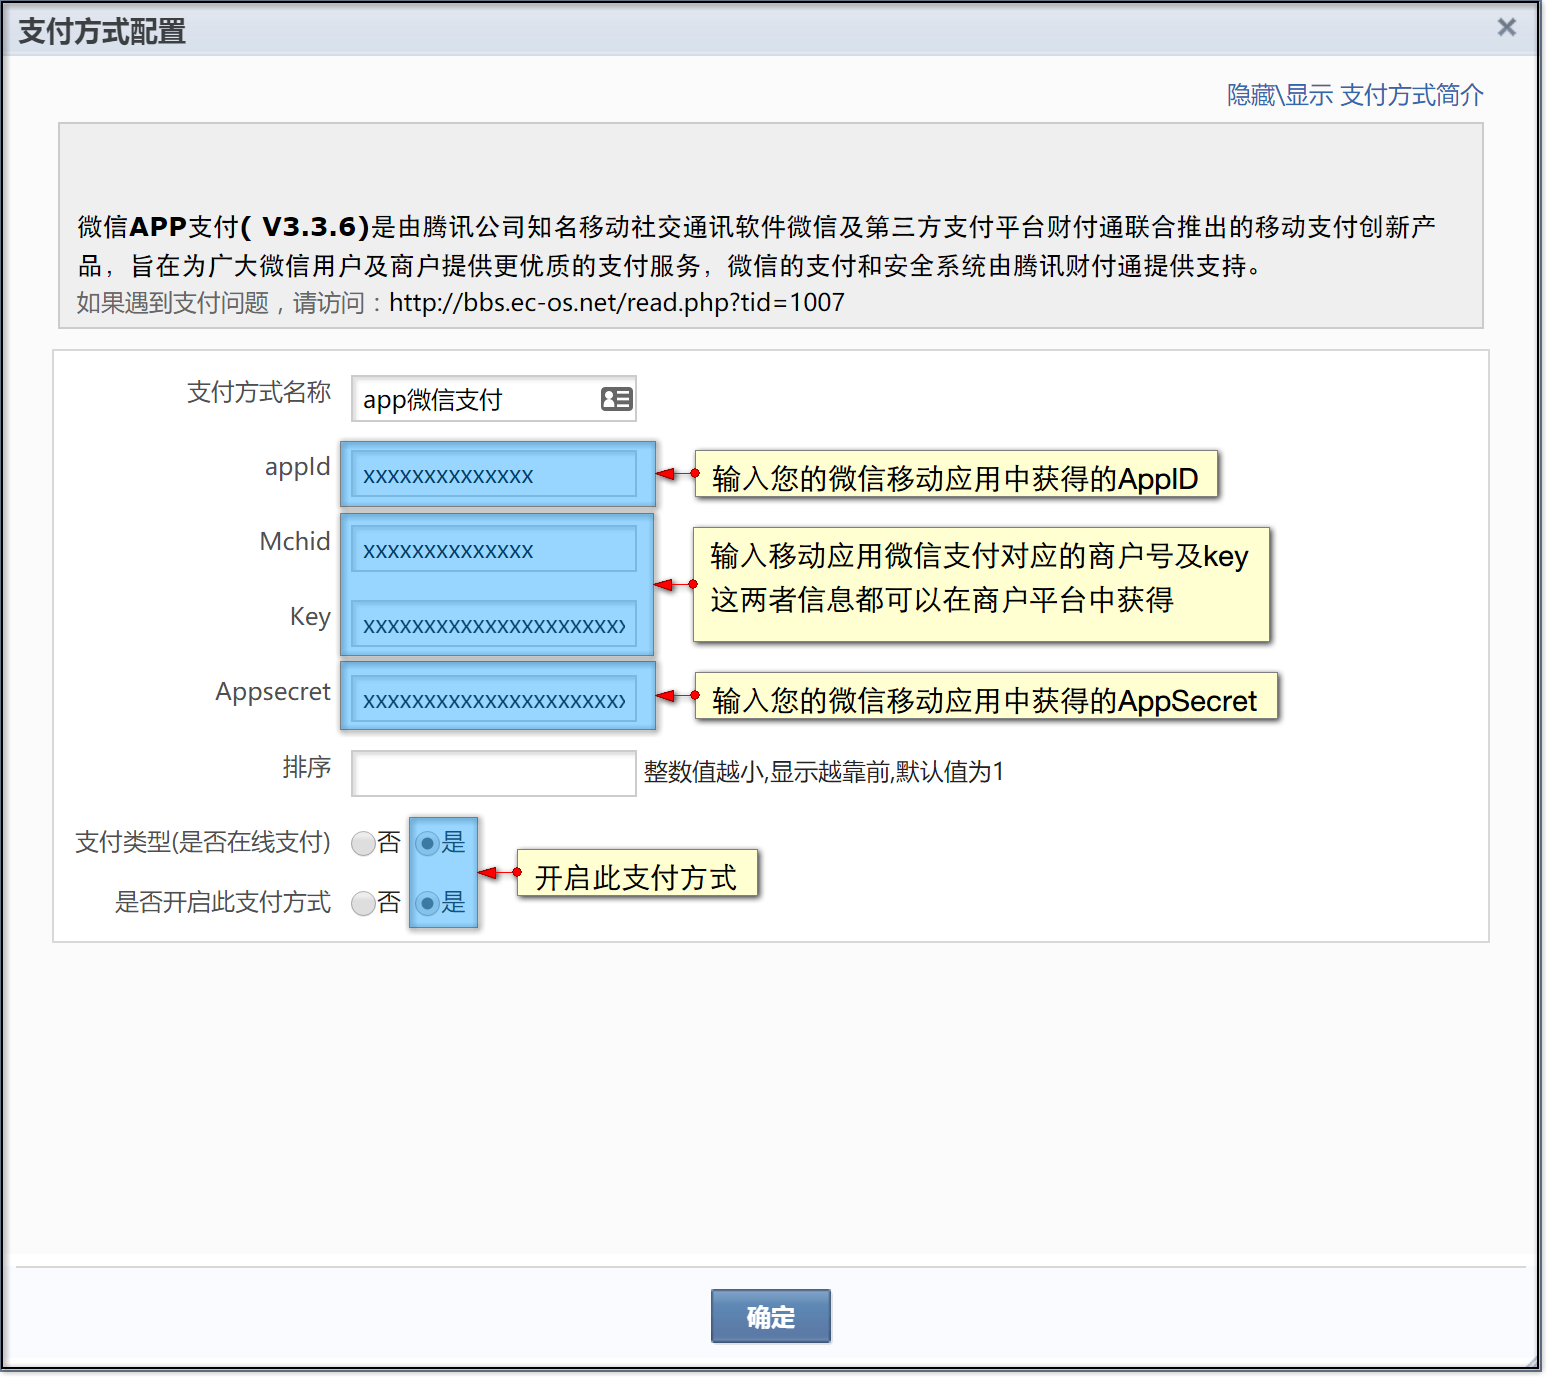 支付方式配置
隐藏\显示 支付方式简介
微信APP支付( V3.3.6)是由腾讯公司知名移动社交通讯软件微信及第三方支付平台财付通联合推出的移动支付创新产
品，旨在为广大微信用户及商户提供更优质的支付服务，微信的支付和安全系统由腾讯财付通提供支持。
如果遇到支付问题，请访问：http://bbs.ec-os.net/read.php?tid=1007
支付方式名称 app微信支付
appId xxxxxxxxxxxxxx 输入您的微信移动应用中获得的AppID
Mchid xxxxxxxxxxxxxx 输入移动应用微信支付对应的商户号及key
这两者信息都可以在商户平台中获得
Key xxxxxxxxxxxxxxxxxxxxxx
Appsecret xxxxxxxxxxxxxxxxxxxxxx 输入您的微信移动应用中获得的AppSecret
排序 整数值越小,显示越靠前,默认值为1
支付类型(是否在线支付) 否 是
开启此支付方式
是否开启此支付方式 否 是
确定